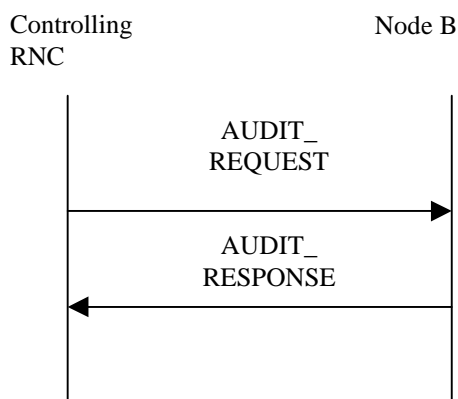 Controlling
RNC
Node B
AUDIT_
REQUEST
AUDIT_
RESPONSE